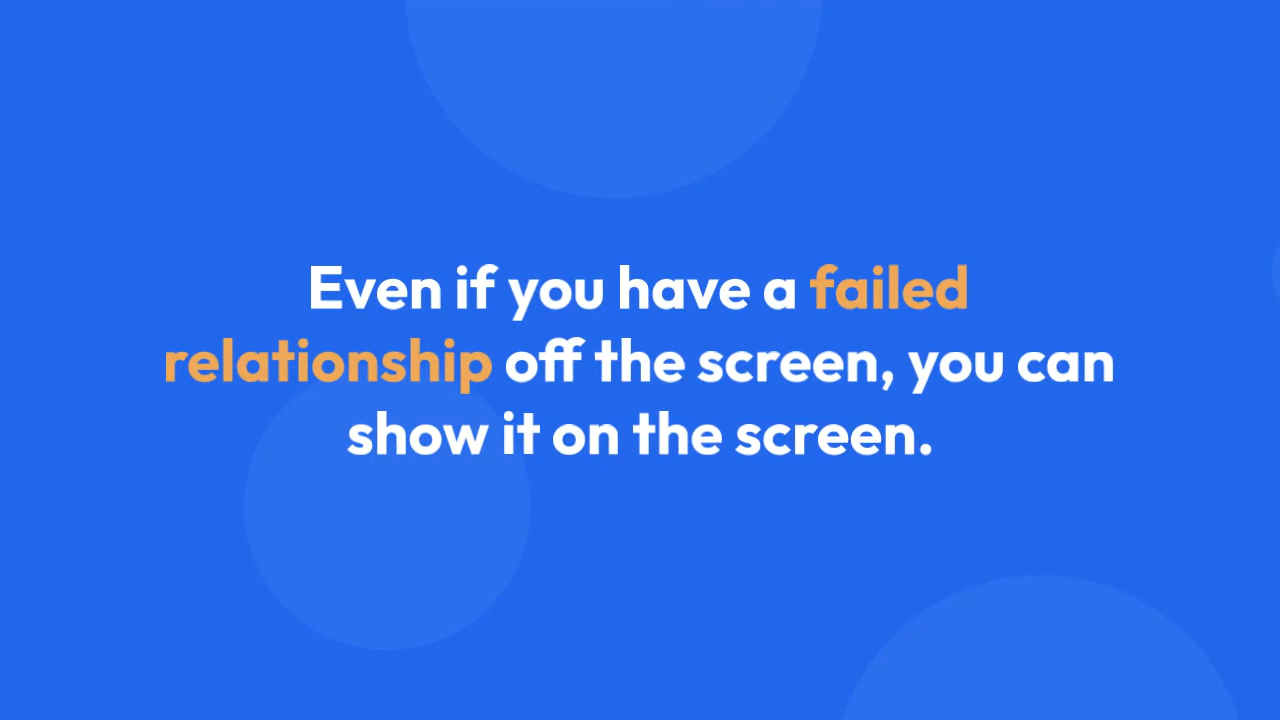 Even if you have a failed
relationship off the screen, you can
show it on the screen.